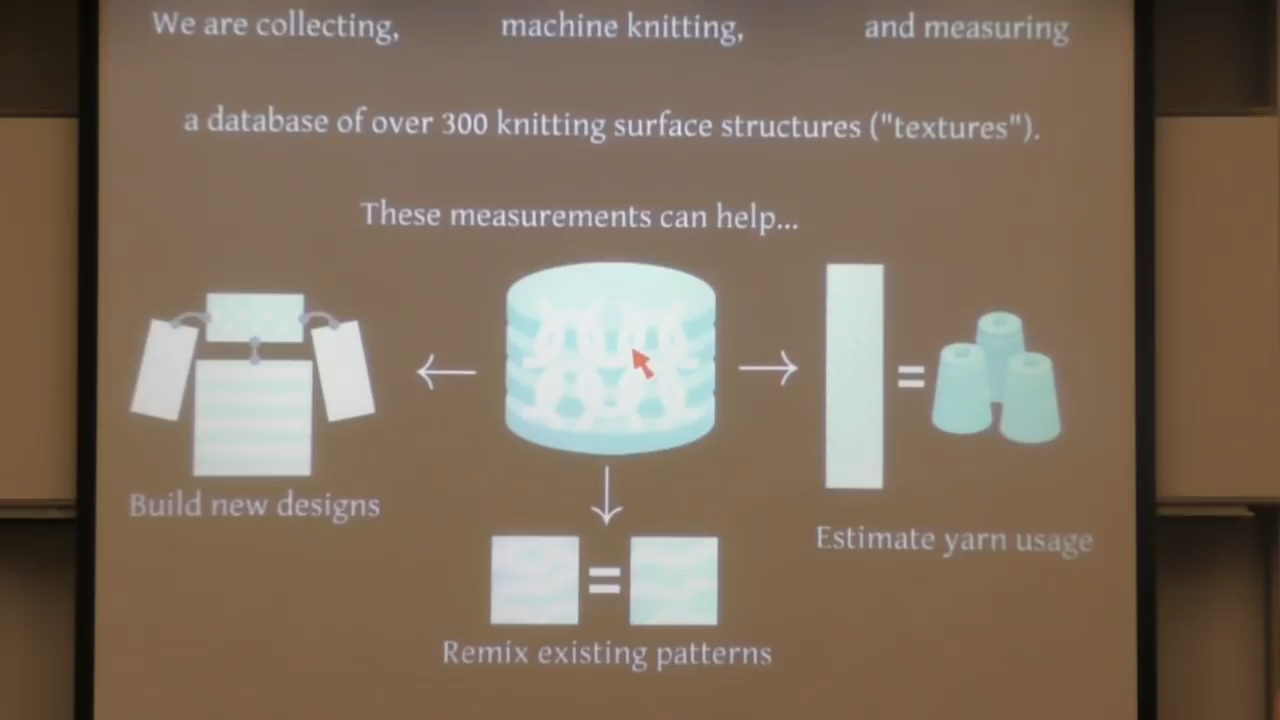 We are collecting, machine knitting, and measuring
a database of over 300 knitting surface structures ("textures").
These measurements can help...
=
Build new designs
Estimate yarn usage
=
Remix existing patterns